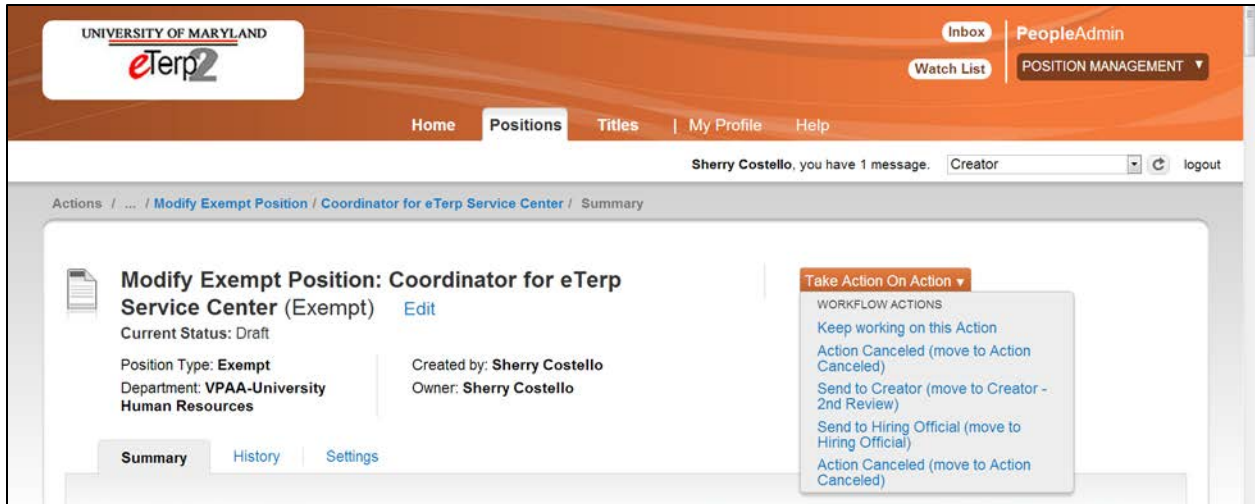 UNIVERSITY OF MARYLAND
eTerp2
Inbox
PeopleAdmin
Watch List
POSITION MANAGEMENT
Home Positions Titles | My Profile Help
Sherry Costello, you have 1 message. Creator logout
Actions / ... / Modify Exempt Position / Coordinator for eTerp Service Center / Summary
Modify Exempt Position: Coordinator for eTerp
Service Center (Exempt) Edit
Current Status: Draft
Position Type: Exempt
Department: VPAA-University
Human Resources
Created by: Sherry Costello
Owner: Sherry Costello
Take Action On Action
WORKFLOW ACTIONS
Keep working on this Action
Action Canceled (move to Action
Canceled)
Send to Creator (move to Creator -
2nd Review)
Send to Hiring Official (move to
Hiring Official)
Action Canceled (move to Action
Canceled)
Summary History Settings